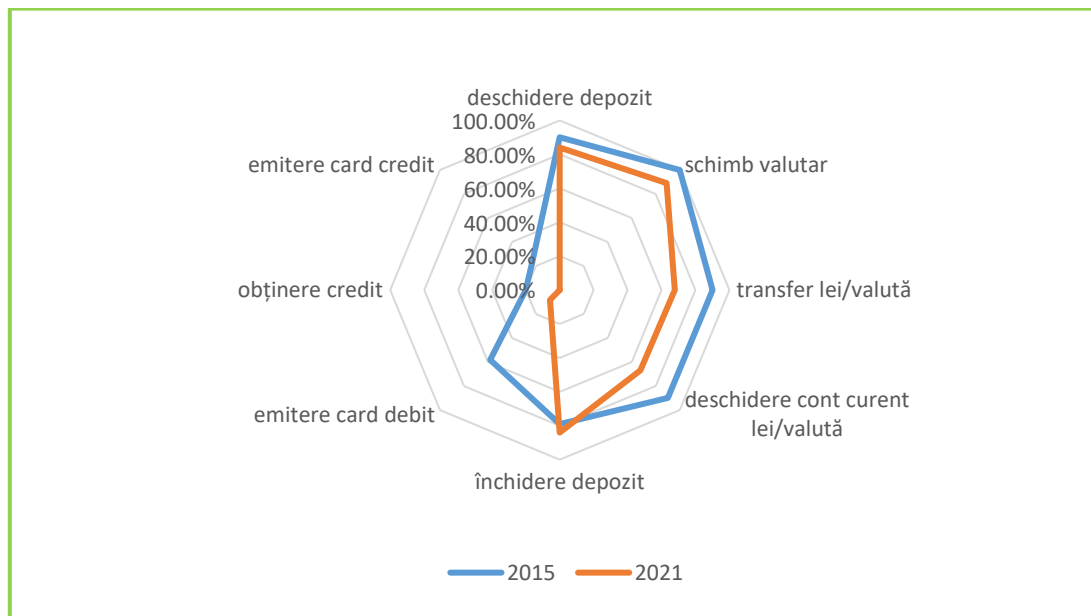 deschidere depozit
100.00%
80.00%
60.00%
40.00%
20.00%
0.00%
schimb valutar
transfer lei/valută
deschidere cont curent
lei/valută
închidere depozit
emitere card debit
obținere credit
emitere card credit
2015
2021